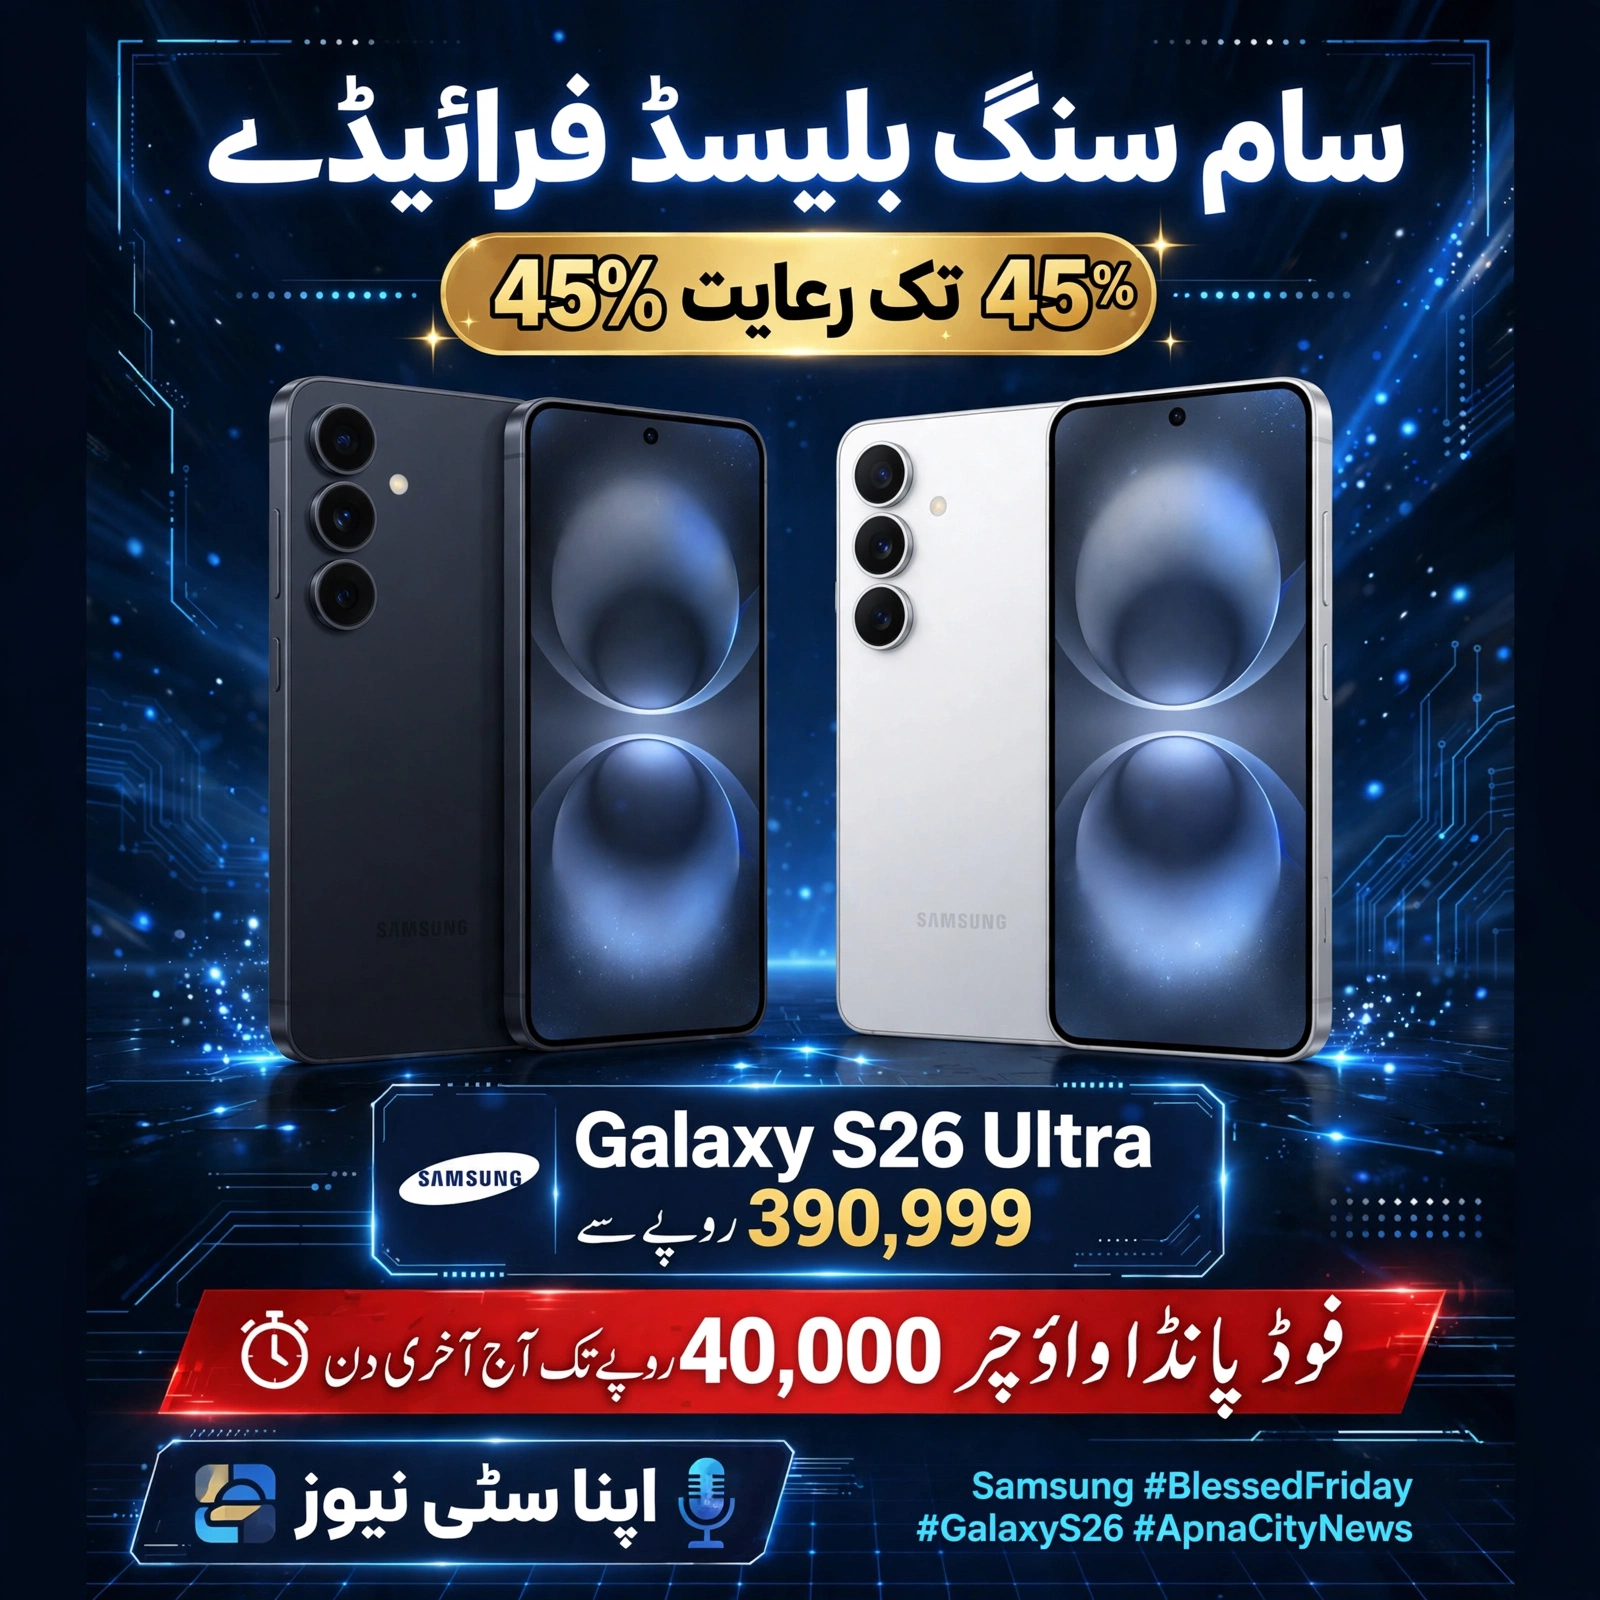 سام سنگ بلیسڈ فرائیڈے
45% تک رعایت 45%
SAMSUNG
SAMSUNG
SAMSUNG
Galaxy S26 Ultra
390,999 روپے سے
فوڈ پانڈا واؤچر 40,000 روپے تک آج آخری دن
اپنا سٹی نیوز
Samsung #BlessedFriday
#GalaxyS26 #ApnaCityNews